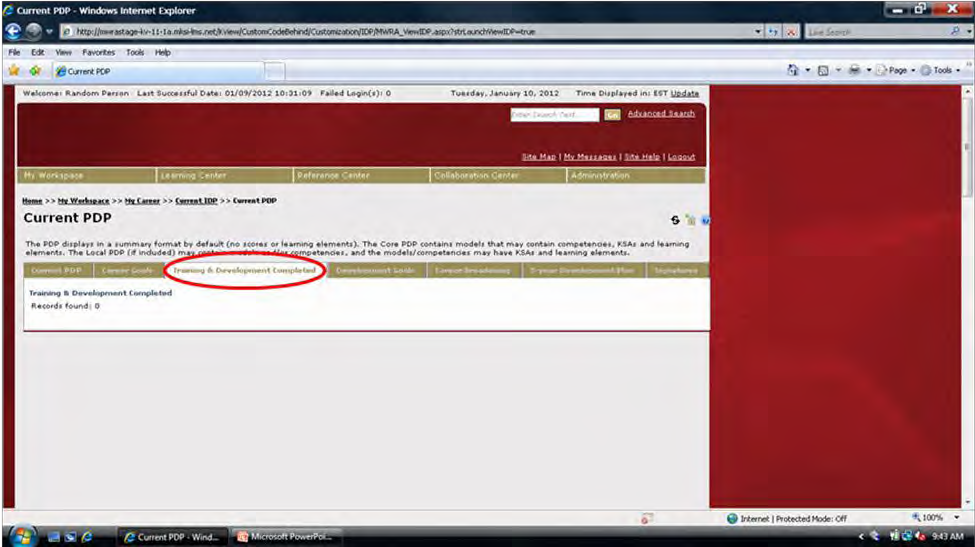 Current PDP - Windows Internet Explorer
http://mwrastage-kv-11-1a.mksi-lms.net/Kview/CustomCodeBehind/Customization/IDP/MWRA_ViewIDP.aspx?strLaunchViewIDP=true
Live Search
File Edit View Favorites Tools Help
Current PDP
Page Tools
Welcome: Random Person Last Successful Date: 01/09/2012 10:31:09 Failed Login(s): 0 Tuesday, January 10, 2012 Time Displayed in: EST Update
Enter Search Text Go Advanced Search
Site Map | My Messages | Site Help | Logout
My Workspace Learning Center Reference Center Collaboration Center Administration
Home >> My Workspace >> My Career >> Current IDP >> Current PDP
Current PDP
The PDP displays in a summary format by default (no scores or learning elements). The Core PDP contains models that may contain competencies, KSAs and learning
elements. The Local PDP (if included) may contain models and/or competencies, and the models/competencies may have KSAs and learning elements.
Current PDP Career Goals Training & Development Completed Development Goals Career Broadening 5-year Development Plan Signatures
Training & Development Completed
Records found: 0
Internet | Protected Mode: Off 100%
Current PDP - Wind... Microsoft PowerPoi... 9:43 AM